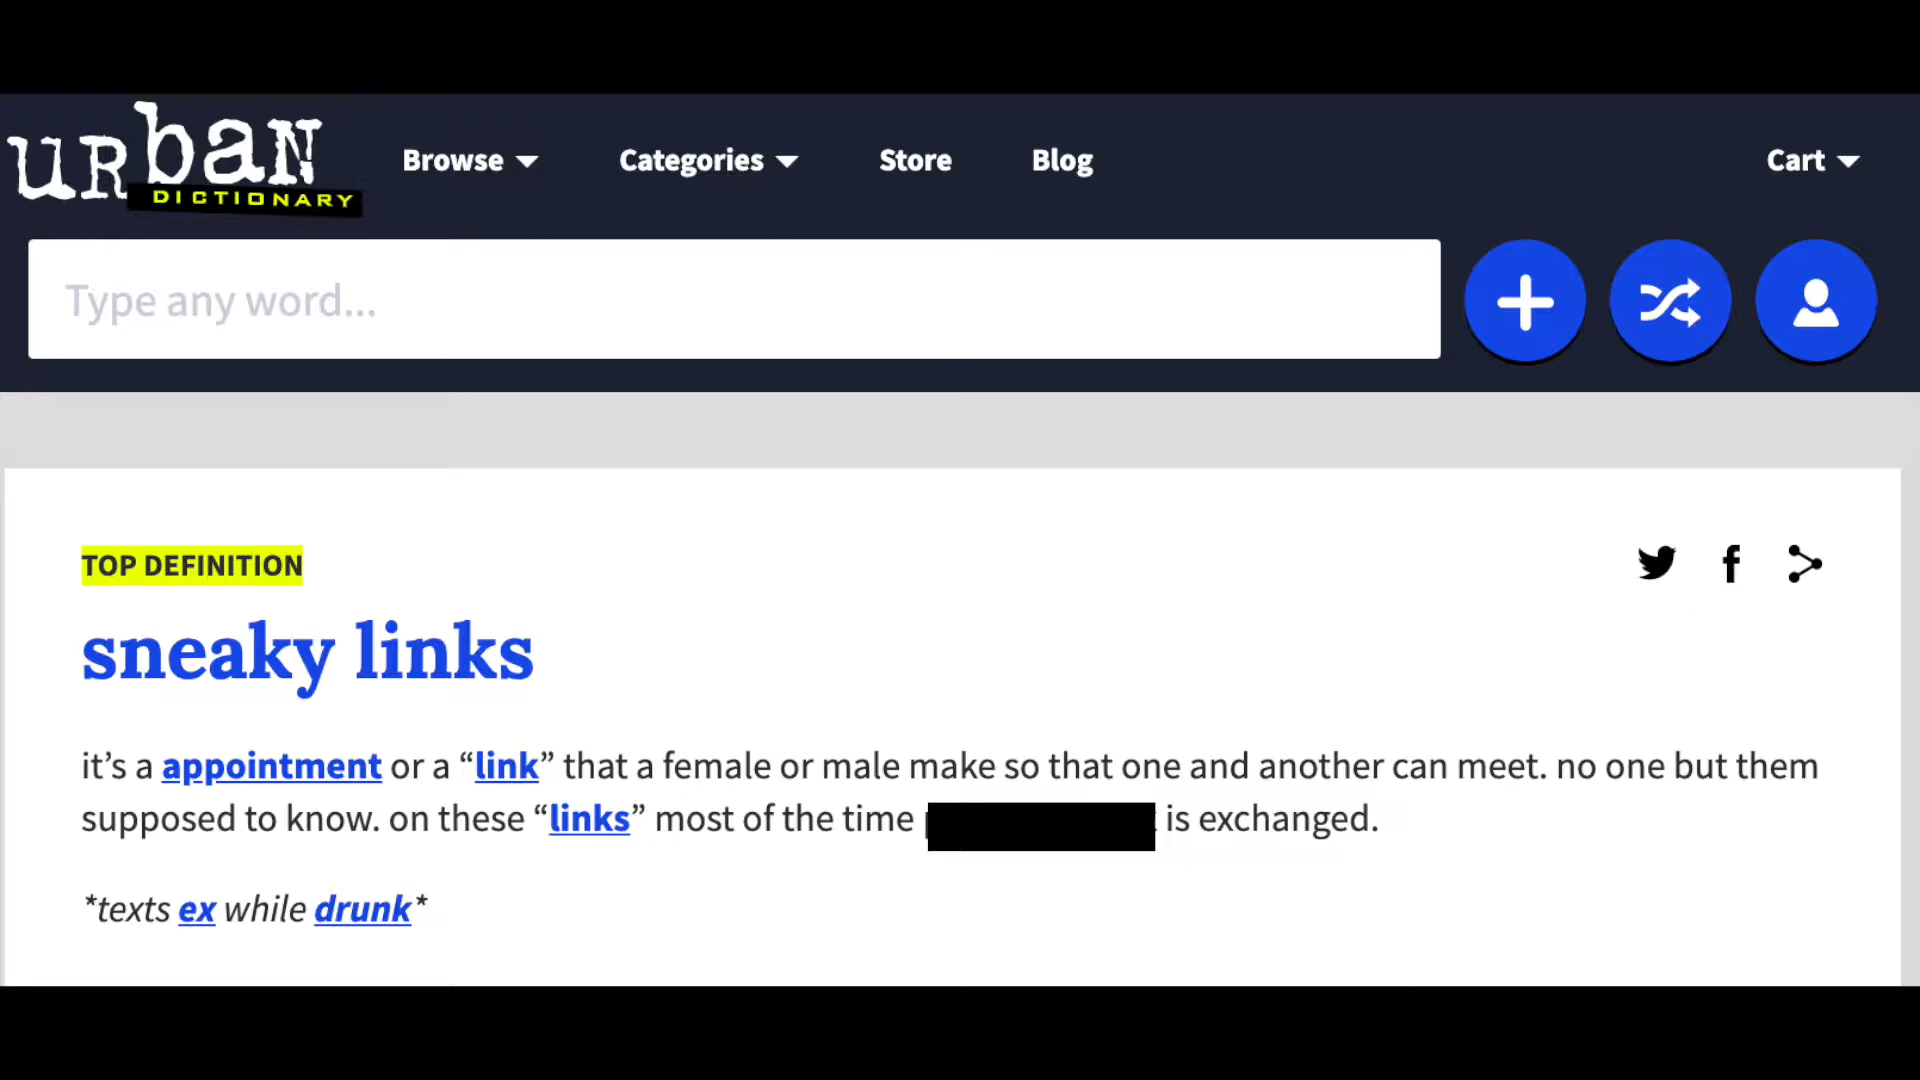 urban
DICTIONARY
Browse
Categories
Store
Blog
Cart
Type any word...
TOP DEFINITION
sneaky links
it’s a appointment or a “link” that a female or male make so that one and another can meet. no one but them
supposed to know. on these “links” most of the time is exchanged.
*texts ex while drunk*